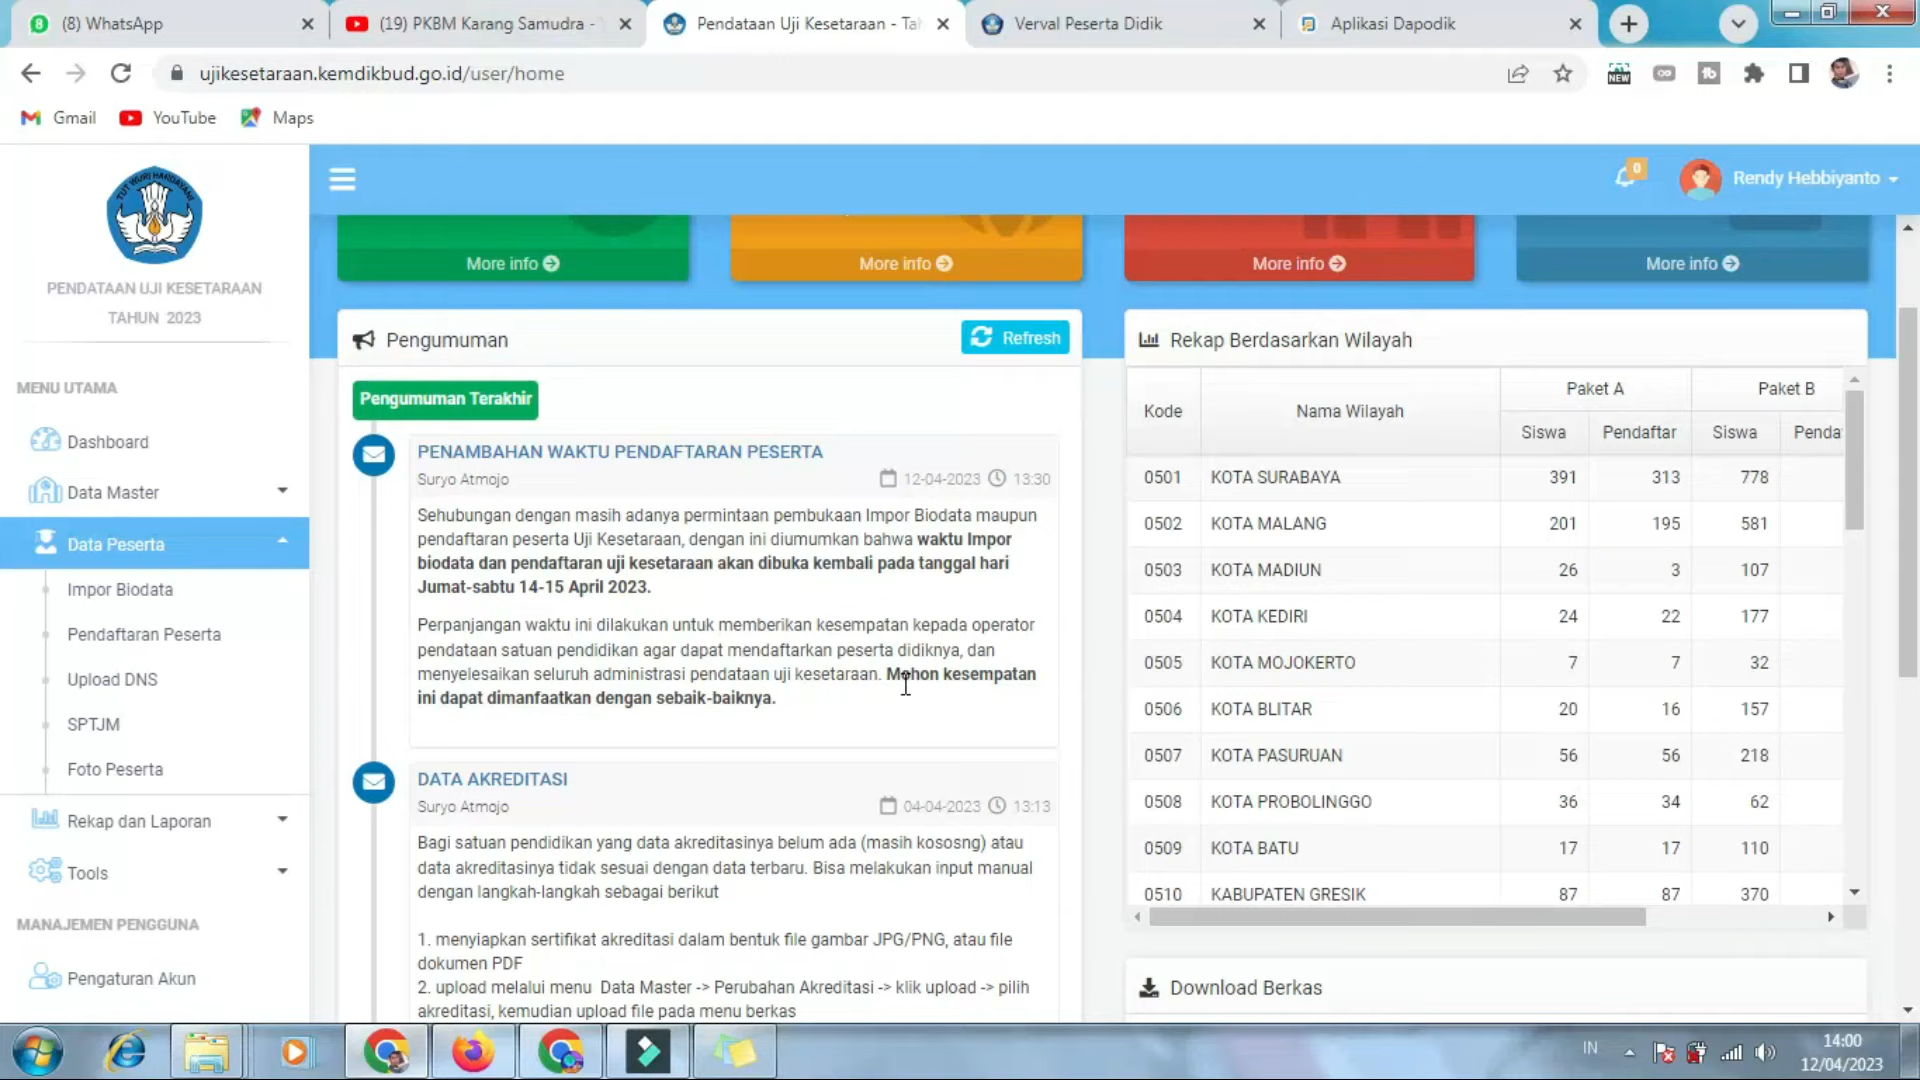 (8) WhatsApp
(19) PKBM Karang Samudra -
Pendataan Uji Kesetaraan - Tah
Verval Peserta Didik
Aplikasi Dapodik
ujikesetaraan.kemdikbud.go.id/user/home
NEW
Gmail
YouTube
Maps
TUT WURI HANDAYANI
PENDATAAN UJI KESETARAAN
TAHUN 2023
MENU UTAMA
Dashboard
Data Master
Data Peserta
Impor Biodata
Pendaftaran Peserta
Upload DNS
SPTJM
Foto Peserta
Rekap dan Laporan
Tools
MANAJEMEN PENGGUNA
Pengaturan Akun
0
Rendy Hebbiyanto
More info
More info
More info
More info
Pengumuman
Refresh
Pengumuman Terakhir
PENAMBAHAN WAKTU PENDAFTARAN PESERTA
Suryo Atmojo 12-04-2023 13:30
Sehubungan dengan masih adanya permintaan pembukaan Impor Biodata maupun
pendaftaran peserta Uji Kesetaraan, dengan ini diumumkan bahwa waktu Impor
biodata dan pendaftaran uji kesetaraan akan dibuka kembali pada tanggal hari
Jumat-sabtu 14-15 April 2023.
Perpanjangan waktu ini dilakukan untuk memberikan kesempatan kepada operator
pendataan satuan pendidikan agar dapat mendaftarkan peserta didiknya, dan
menyelesaikan seluruh administrasi pendataan uji kesetaraan. Mohon kesempatan
ini dapat dimanfaatkan dengan sebaik-baiknya.
DATA AKREDITASI
Suryo Atmojo 04-04-2023 13:13
Bagi satuan pendidikan yang data akreditasinya belum ada (masih kososng) atau
data akreditasinya tidak sesuai dengan data terbaru. Bisa melakukan input manual
dengan langkah-langkah sebagai berikut
1. menyiapkan sertifikat akreditasi dalam bentuk file gambar JPG/PNG, atau file
dokumen PDF
2. upload melalui menu Data Master -> Perubahan Akreditasi -> klik upload -> pilih
akreditasi, kemudian upload file pada menu berkas
Rekap Berdasarkan Wilayah
Kode Nama Wilayah Paket A Paket B
Siswa Pendaftar Siswa Penda
0501 KOTA SURABAYA 391 313 778
0502 KOTA MALANG 201 195 581
0503 KOTA MADIUN 26 3 107
0504 KOTA KEDIRI 24 22 177
0505 KOTA MOJOKERTO 7 7 32
0506 KOTA BLITAR 20 16 157
0507 KOTA PASURUAN 56 56 218
0508 KOTA PROBOLINGGO 36 34 62
0509 KOTA BATU 17 17 110
0510 KABUPATEN GRESIK 87 87 370
Download Berkas
IN
14:00
12/04/2023